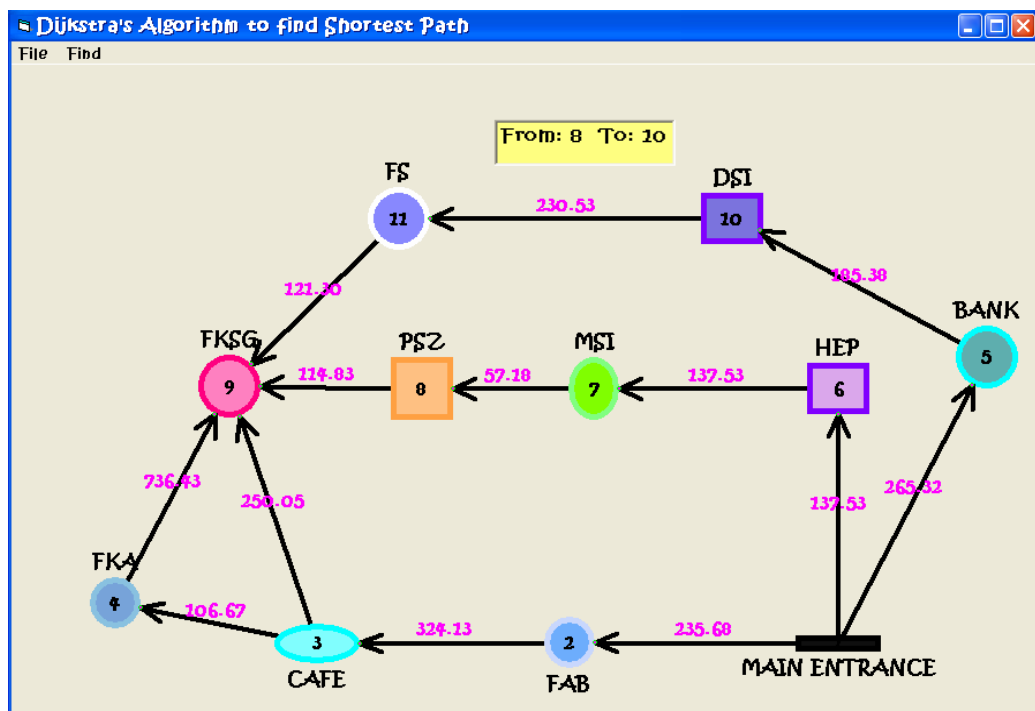 Dijkstra's Algorithm to find Shortest Path
File Find
From: 8 To: 10
FS
DSI
11
230.53
10
185.38
121.30
BANK
FKSG
PSZ
MSI
HEP
5
9
114.83
8
57.18
7
137.53
6
736.43
250.05
137.53
265.32
FKA
4
106.67
3
324.13
2
235.68
CAFE
FAB
MAIN ENTRANCE